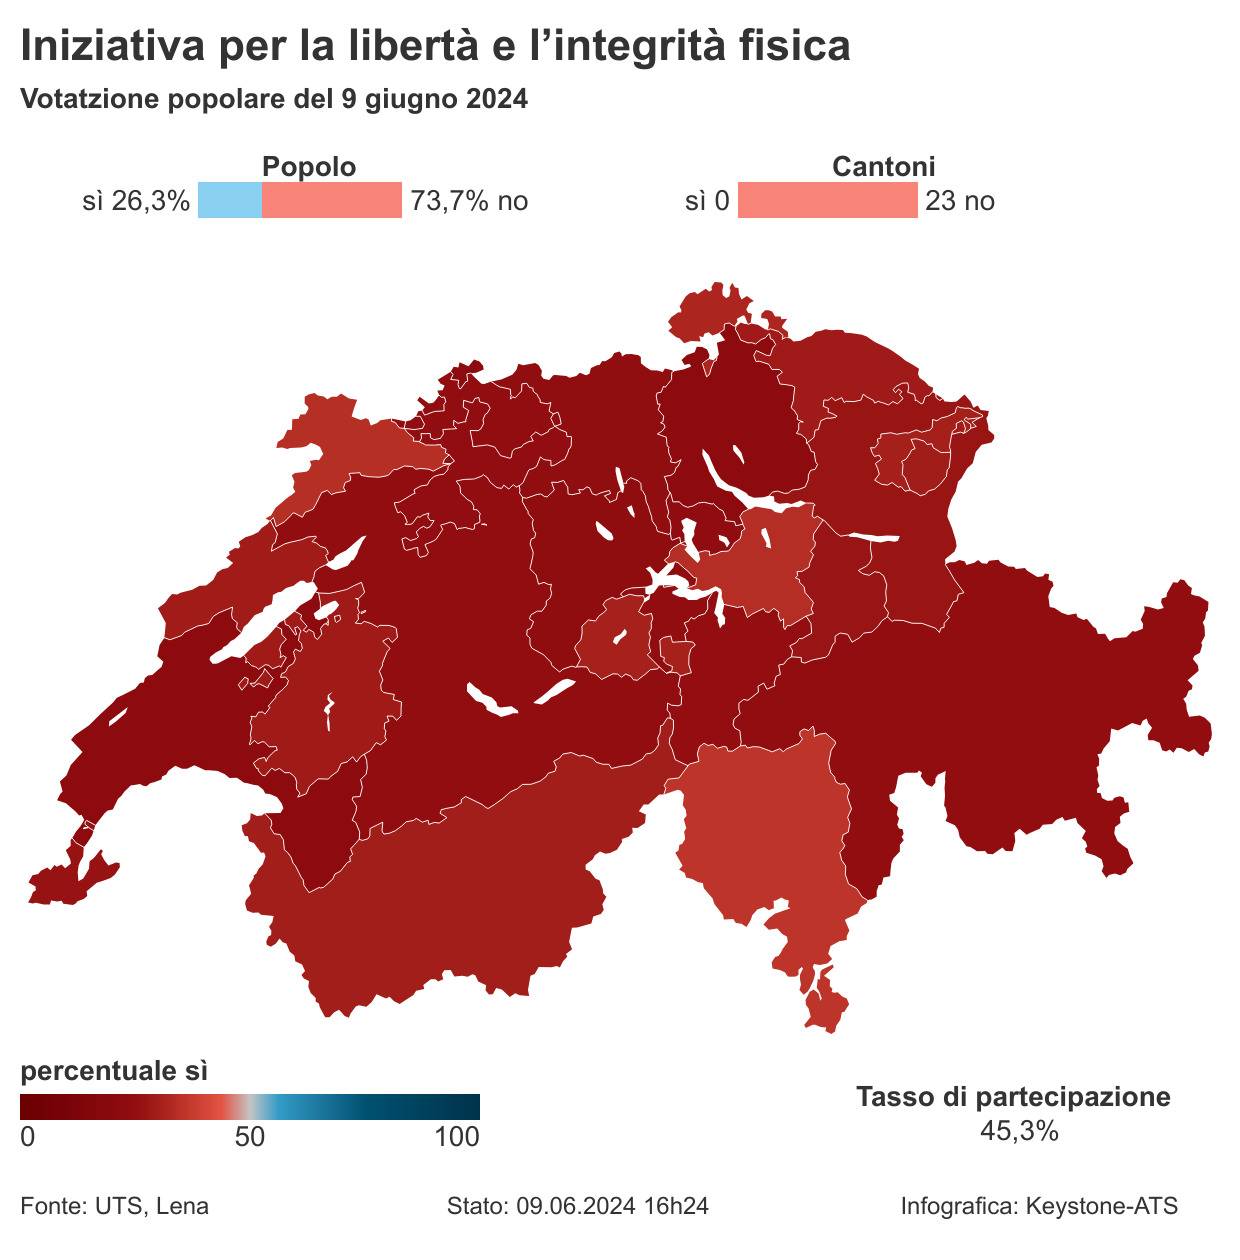 Iniziativa per la libertà e l’integrità fisica
Votatzione popolare del 9 giugno 2024
Popolo
sì 26,3% 73,7% no
Cantoni
sì 0 23 no
percentuale sì
0 50 100
Tasso di partecipazione
45,3%
Fonte: UTS, Lena Stato: 09.06.2024 16h24 Infografica: Keystone-ATS